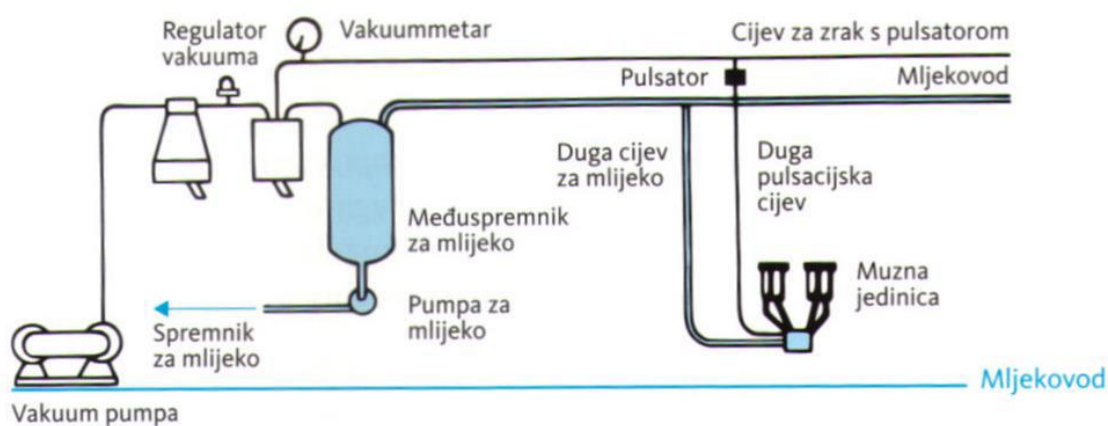 Regulator
vakuuma
Vakuummetar
Cijev za zrak s pulsatorom
Pulsator
Mljekovod
Duga cijev
za mlijeko
Duga
pulsacijska
cijev
Međuspremnik
za mlijeko
Muzna
jedinica
Pumpa za
mlijeko
Spremnik
za mlijeko
Mljekovod
Vakuum pumpa